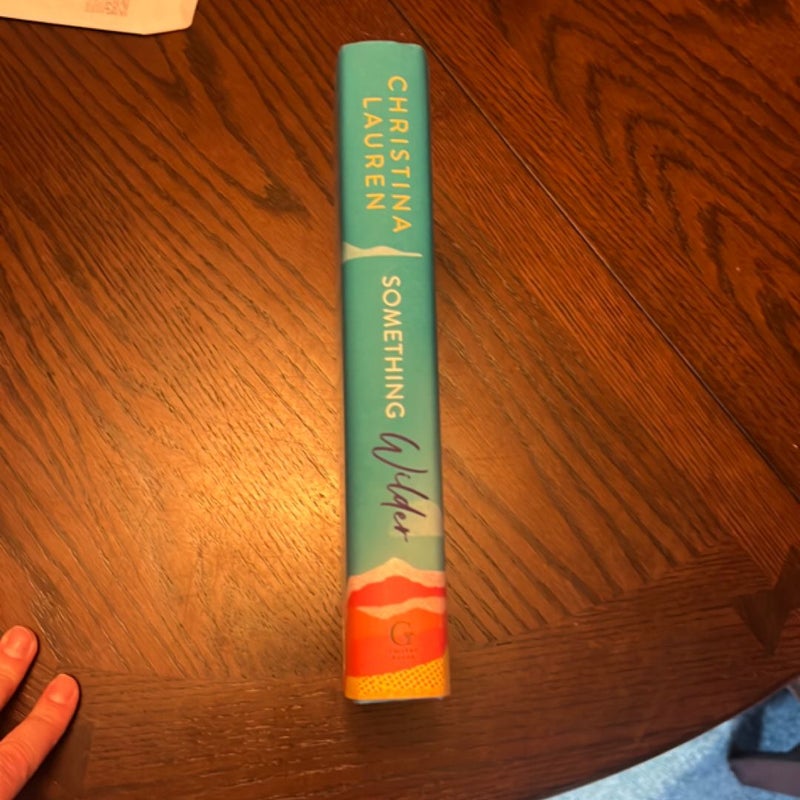 CHRISTINA
LAUREN
SOMETHING
Wilder
G